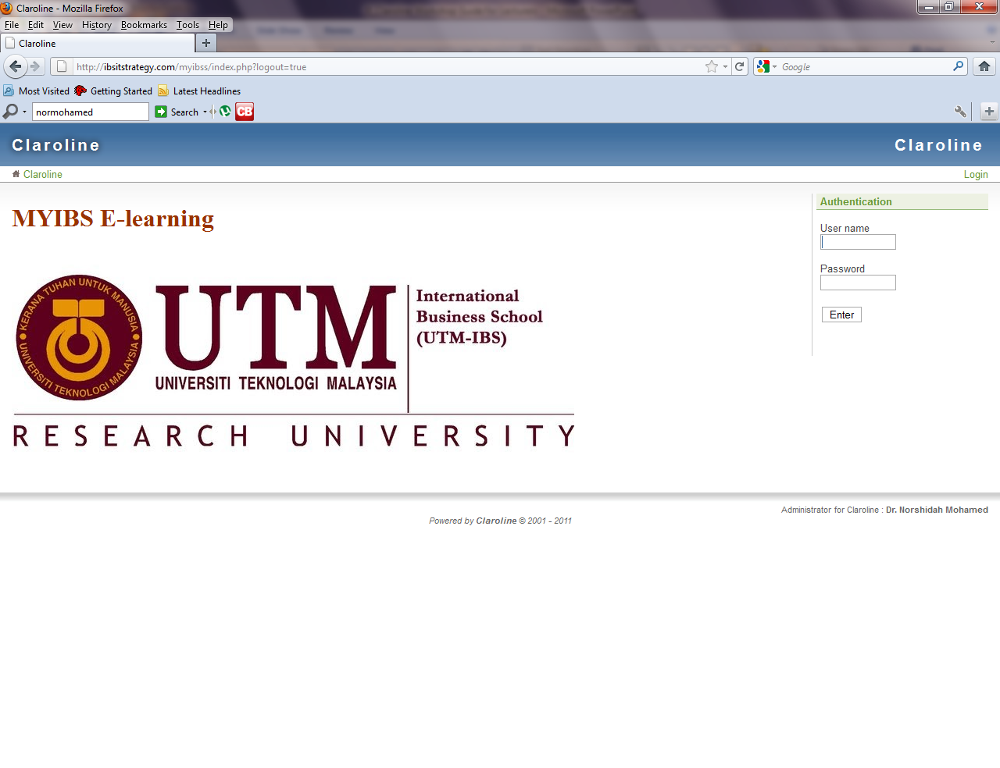 Claroline - Mozilla Firefox
File Edit View History Bookmarks Tools Help
Claroline
http://ibsitstrategy.com/myibss/index.php?logout=true
Google
Most Visited Getting Started Latest Headlines
normohamed Search CB
Claroline Claroline
Claroline Login
MYIBS E-learning
KERANA TUHAN UNTUK MANUSIA
UNIVERSITI TEKNOLOGI MALAYSIA
UTM
UNIVERSITI TEKNOLOGI MALAYSIA
International
Business School
(UTM-IBS)
RESEARCH UNIVERSITY
Authentication
User name
Password
Enter
Administrator for Claroline : Dr. Norshidah Mohamed
Powered by Claroline © 2001 - 2011